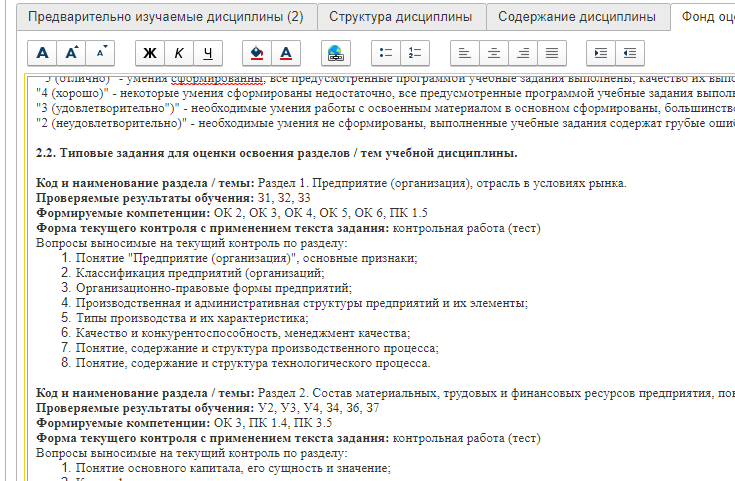 Предварительно изучаемые дисциплины (2) Структура дисциплины Содержание дисциплины Фонд оце
A A A Ж К Ч A
"5 (отлично)" - умения сформированны, все предусмотренные программой учебные задания выполнены, качество их выпо
"4 (хорошо)" - некоторые умения сформированы недостаточно, все предусмотренные программой учебные задания выполн
"3 (удовлетворительно")" - необходимые умения работы с освоенным материалом в основном сформированы, большинство
"2 (неудовлетворительно)" - необходимые умения не сформированы, выполненные учебные задания содержат грубые ошиб
2.2. Типовые задания для оценки освоения разделов / тем учебной дисциплины.
Код и наименование раздела / темы: Раздел 1. Предприятие (организация), отрасль в условиях рынка.
Проверяемые результаты обучения: З1, З2, З3
Формируемые компетенции: ОК 2, ОК 3, ОК 4, ОК 5, ОК 6, ПК 1.5
Форма текущего контроля с применением текста задания: контрольная работа (тест)
Вопросы выносимые на текущий контроль по разделу:
1. Понятие "Предприятие (организация)", основные признаки;
2. Классификация предприятий (организаций;
3. Организационно-правовые формы предприятий;
4. Производственная и административная структуры предприятий и их элементы;
5. Типы производства и их характеристика;
6. Качество и конкурентоспособность, менеджмент качества;
7. Понятие, содержание и структура производственного процесса;
8. Понятие, содержание и структура технологического процесса.
Код и наименование раздела / темы: Раздел 2. Состав материальных, трудовых и финансовых ресурсов предприятия, пок
Проверяемые результаты обучения: У2, У3, У4, З4, З6, З7
Формируемые компетенции: ОК 3, ПК 1.4, ПК 3.5
Форма текущего контроля с применением текста задания: контрольная работа (тест)
Вопросы выносимые на текущий контроль по разделу:
1. Понятие основного капитала, его сущность и значение;